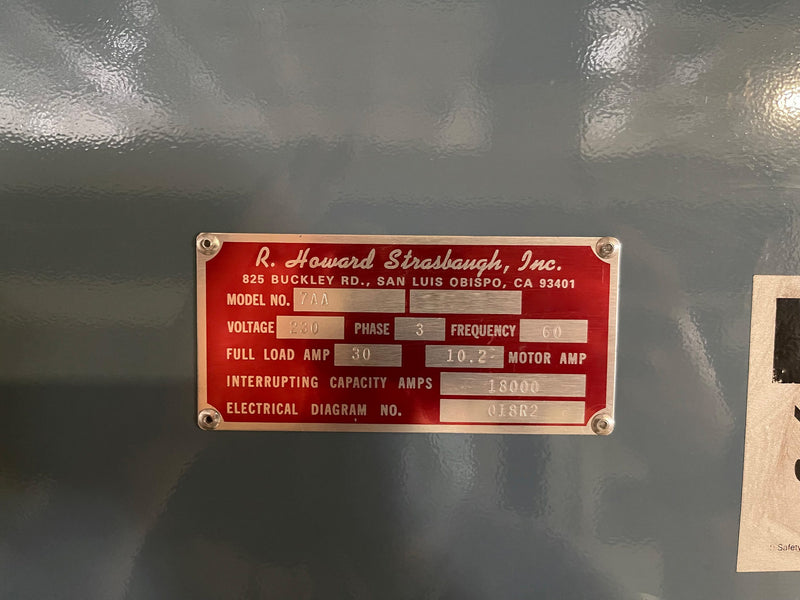 R. Howard Strasbaugh, Inc.
825 BUCKLEY RD., SAN LUIS OBISPO, CA 93401
MODEL NO. 7AA
VOLTAGE 230 PHASE 3 FREQUENCY 60
FULL LOAD AMP 30 10.2 MOTOR AMP
INTERRUPTING CAPACITY AMPS 18000
ELECTRICAL DIAGRAM NO. 018R2
Safety